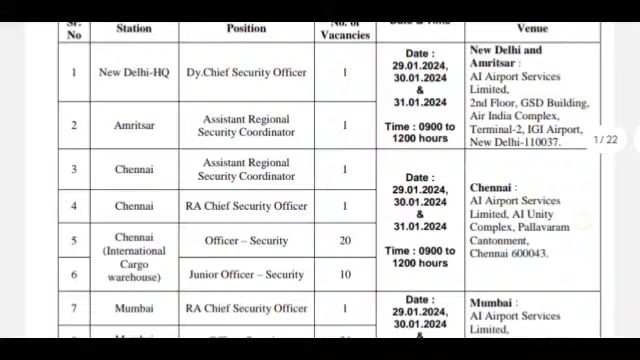 Sr. No
Station
Position
No. of Vacancies
Date & Time
Venue
1
New Delhi-HQ
Dy.Chief Security Officer
1
Date :
29.01.2024,
30.01.2024
&
31.01.2024
Time : 0900 to
1200 hours
New Delhi and
Amritsar :
AI Airport Services
Limited,
2nd Floor, GSD Building,
Air India Complex,
Terminal-2, IGI Airport,
New Delhi-110037.
2
Amritsar
Assistant Regional
Security Coordinator
1
1 / 22
3
Chennai
Assistant Regional
Security Coordinator
1
Date :
29.01.2024,
30.01.2024
&
31.01.2024
Time : 0900 to
1200 hours
Chennai :
AI Airport Services
Limited, AI Unity
Complex, Pallavaram
Cantonment,
Chennai 600043.
4
Chennai
RA Chief Security Officer
1
5
Chennai
(International
Cargo
warehouse)
Officer – Security
20
6
Junior Officer – Security
10
7
Mumbai
RA Chief Security Officer
1
Date :
29.01.2024,
30.01.2024
&
Mumbai :
AI Airport Services
Limited,